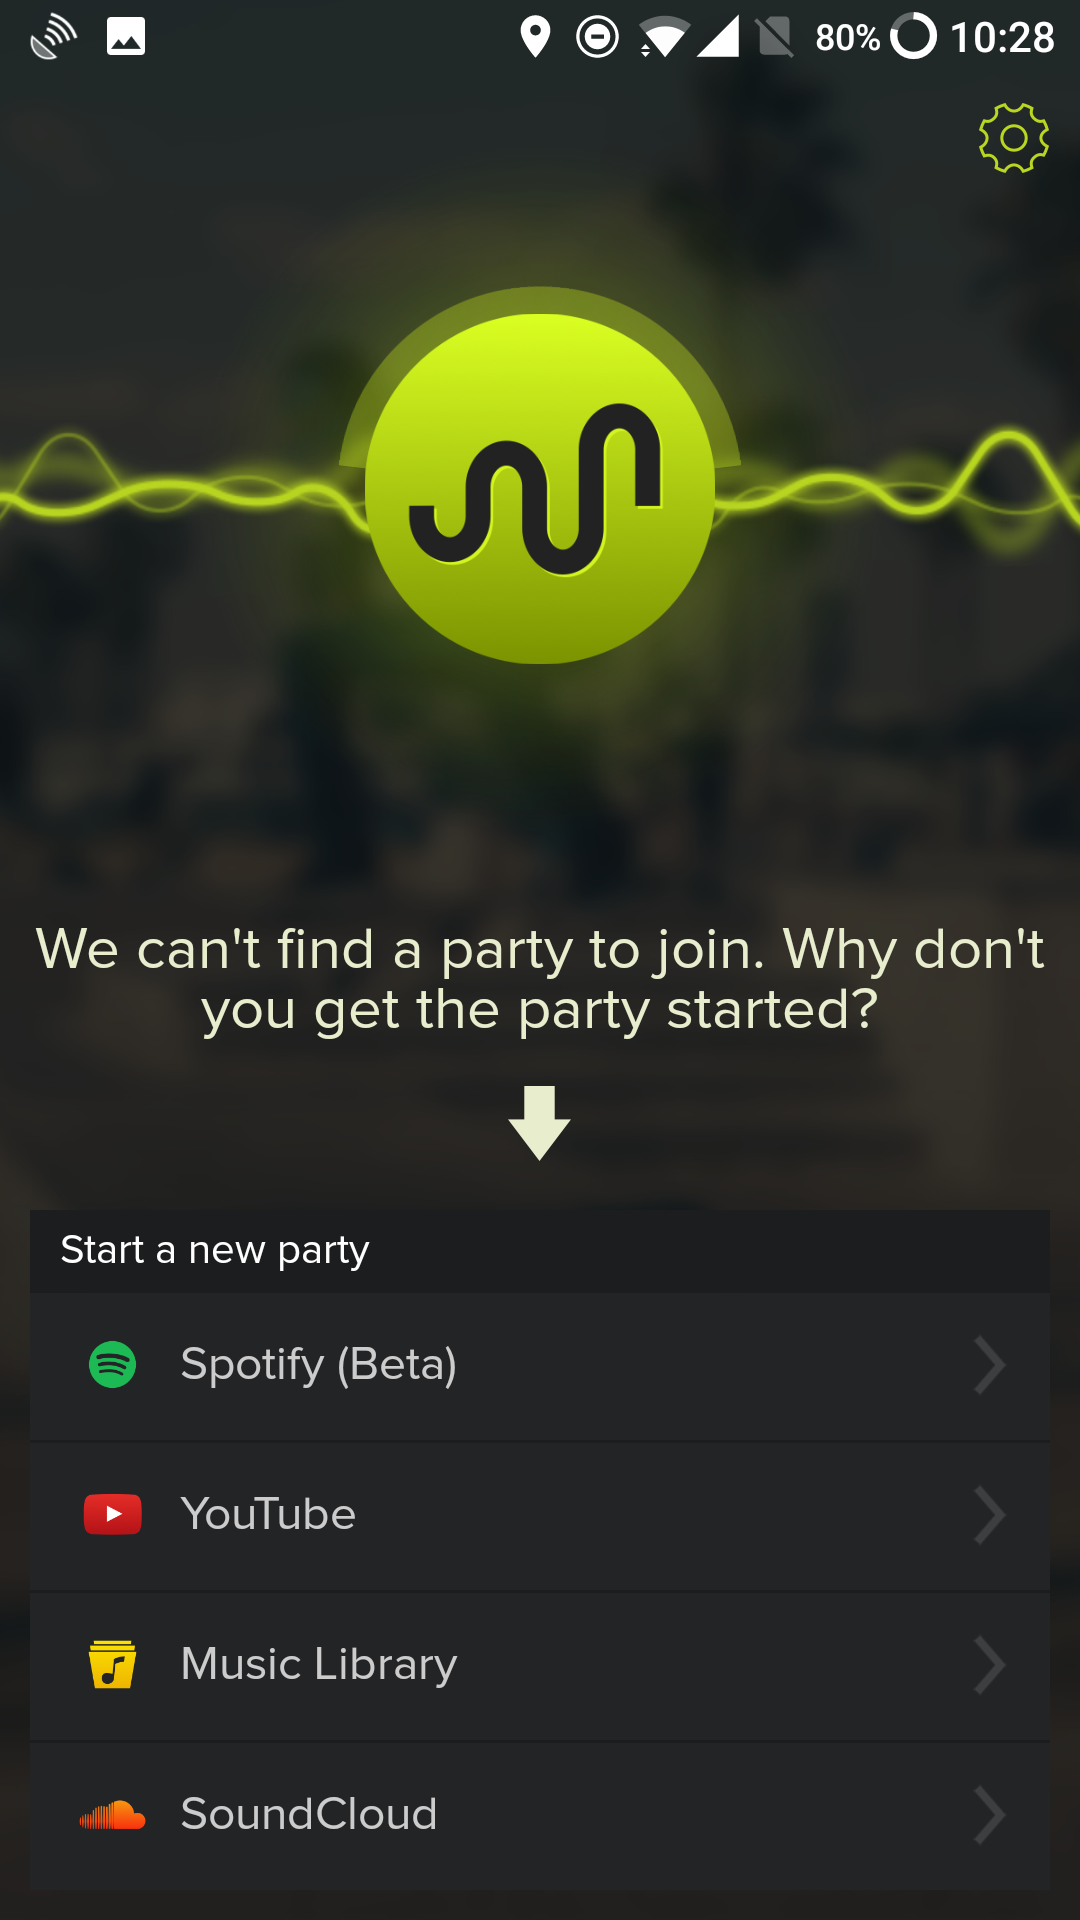 80% 10:28
We can't find a party to join. Why don't
you get the party started?
Start a new party
Spotify (Beta)
YouTube
Music Library
SoundCloud